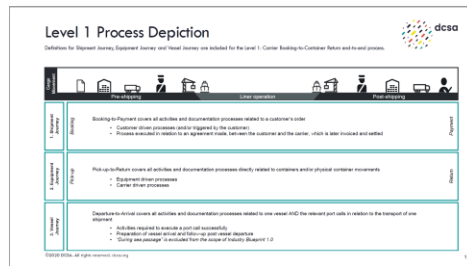 Level 1 Process Depiction
dcsa
Definitions for Shipment Journey, Equipment Journey and Vessel Journey are included for the Level 1: Carrier Booking-to-Container Return end-to-end process.
Pre-shipping
Liner operation
Post-shipping
1. Shipment Journey
Booking
Booking-to-Payment covers all activities and documentation processes related to a customer's order
• Customer driven processes (and/or triggered by the customer)
• Process executed in relation to an agreement made, between the customer and the carrier, which is later invoiced and settled
Payment
2. Equipment Journey
Pick-up
Pick-up-to-Return covers all activities and documentation processes directly related to containers and/or physical container movements
• Equipment driven processes
• Carrier driven processes
Return
3. Vessel Journey
Departure-to-Arrival covers all activities and documentation processes related to one vessel AND the relevant port calls in relation to the transport of one
shipment
• Activities required to execute a port call successfully
• Preparation of vessel arrival and follow-up post vessel departure
• "During sea passage" is excluded from the scope of Industry Blueprint 1.0
©2020 DCSA. All rights reserved. dcsa.org